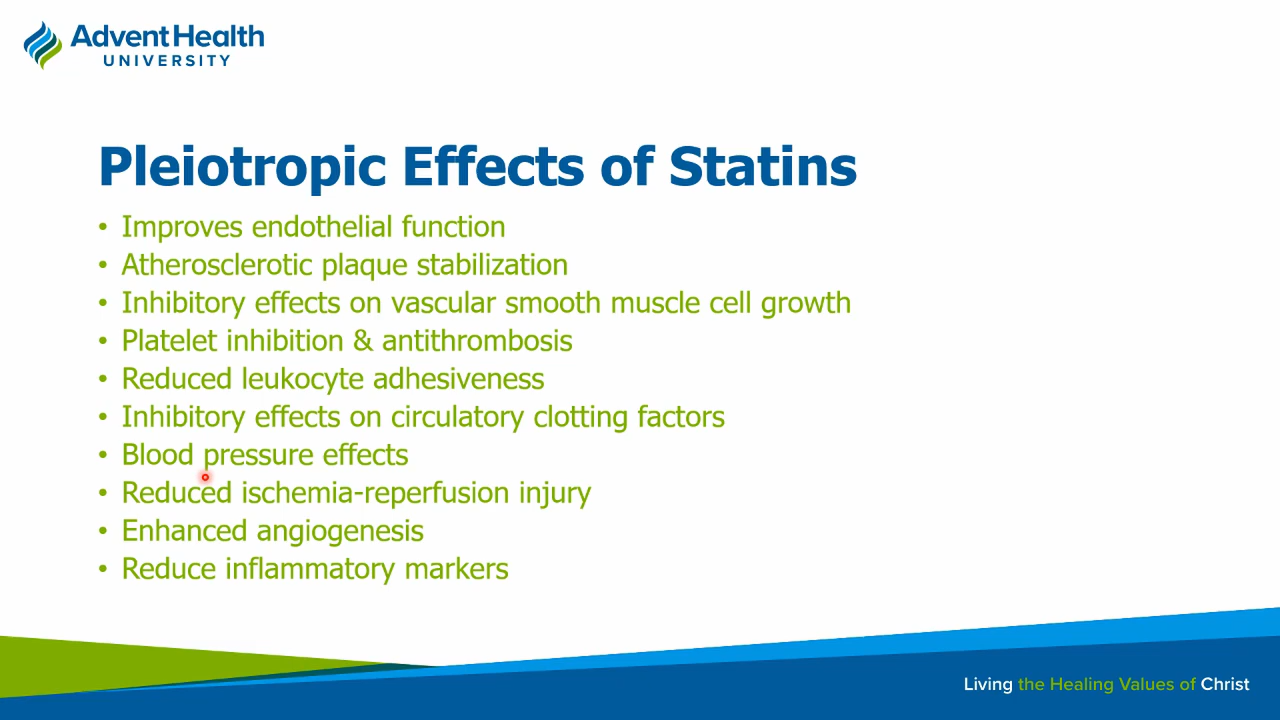 AdventHealth
UNIVERSITY
Pleiotropic Effects of Statins
• Improves endothelial function
• Atherosclerotic plaque stabilization
• Inhibitory effects on vascular smooth muscle cell growth
• Platelet inhibition & antithrombosis
• Reduced leukocyte adhesiveness
• Inhibitory effects on circulatory clotting factors
• Blood pressure effects
• Reduced ischemia-reperfusion injury
• Enhanced angiogenesis
• Reduce inflammatory markers
Living the Healing Values of Christ